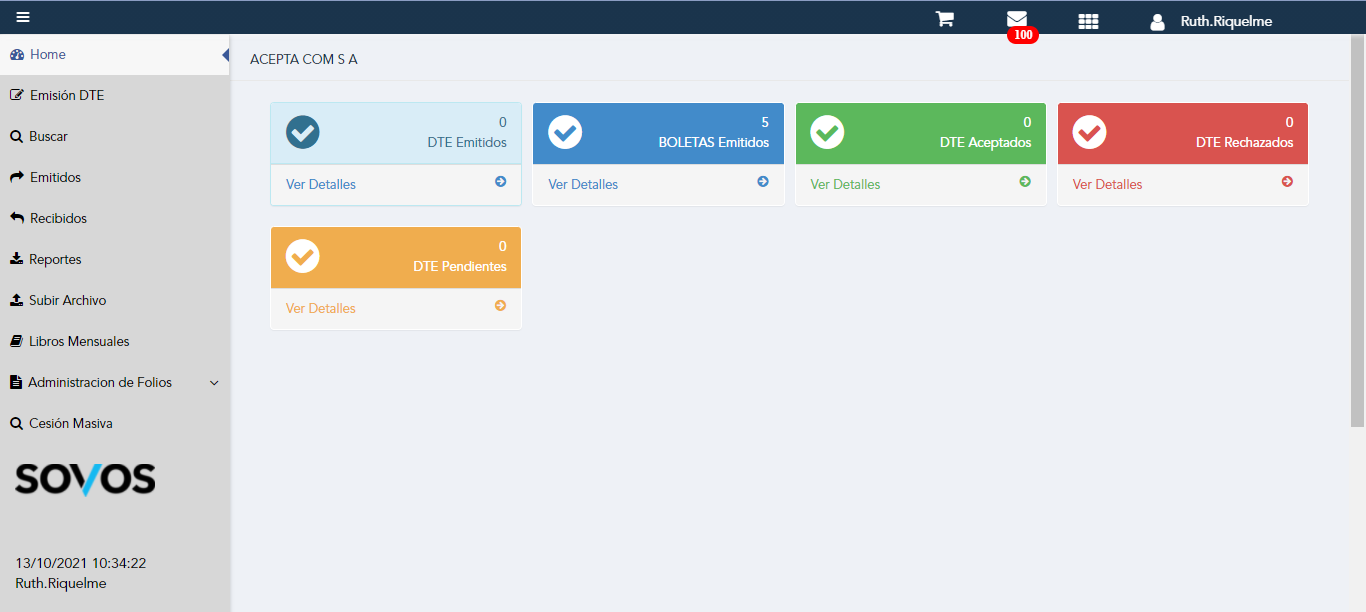 100
Ruth.Riquelme
Home
Emisión DTE
Buscar
Emitidos
Recibidos
Reportes
Subir Archivo
Libros Mensuales
Administracion de Folios
Cesión Masiva
SOVOS
13/10/2021 10:34:22
Ruth.Riquelme
ACEPTA COM S A
0
DTE Emitidos
Ver Detalles
5
BOLETAS Emitidos
Ver Detalles
0
DTE Aceptados
Ver Detalles
0
DTE Rechazados
Ver Detalles
0
DTE Pendientes
Ver Detalles